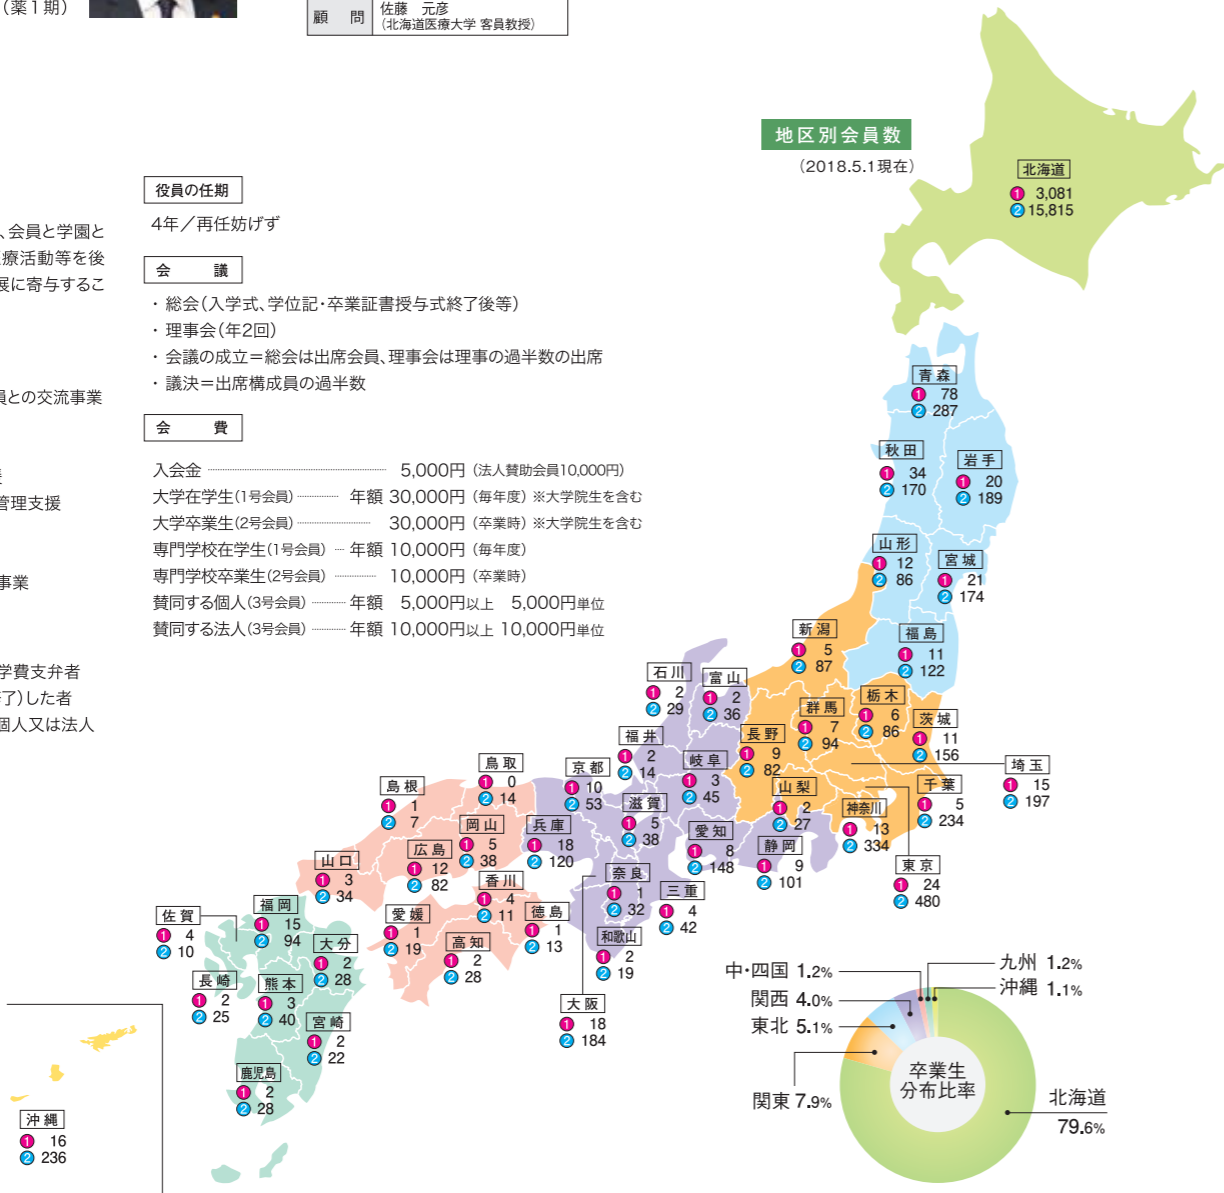 （薬1期）
顧　問
佐藤　元彦
（北海道医療大学 客員教授）
、会員と学園と
療活動等を後
展に寄与するこ
員との交流事業
管理支援
事業
学費支弁者
了）した者
個人又は法人
役員の任期
4年／再任妨げず
会　議
・総会（入学式、学位記・卒業証書授与式終了後等）
・理事会（年2回）
・会議の成立＝総会は出席会員、理事会は理事の過半数の出席
・議決＝出席構成員の過半数
会　費
入会金 5,000円（法人賛助会員10,000円）
大学在学生（1号会員） 年額 30,000円（毎年度）※大学院生を含む
大学卒業生（2号会員） 30,000円（卒業時）※大学院生を含む
専門学校在学生（1号会員） 年額 10,000円（毎年度）
専門学校卒業生（2号会員） 10,000円（卒業時）
賛同する個人（3号会員） 年額 5,000円以上 5,000円単位
賛同する法人（3号会員） 年額 10,000円以上 10,000円単位
地区別会員数
（2018.5.1現在）
北海道
1 3,081
2 15,815
青森
1 78
2 287
秋田
1 34
2 170
岩手
1 20
2 189
山形
1 12
2 86
宮城
1 21
2 174
新潟
1 5
2 87
福島
1 11
2 122
石川
1 2
2 29
富山
1 2
2 36
栃木
1 6
2 86
群馬
1 7
2 94
茨城
1 11
2 156
福井
1 2
2 14
長野
1 9
2 82
岐阜
1 3
2 45
埼玉
1 15
2 197
鳥取
1 0
2 14
京都
1 10
2 53
島根
1 1
2 7
山梨
1 2
2 27
千葉
1 5
2 234
滋賀
1 5
2 38
神奈川
1 13
2 334
岡山
1 5
2 38
兵庫
1 18
2 120
愛知
1 8
2 148
静岡
1 9
2 101
広島
1 12
2 82
山口
1 3
2 34
東京
1 24
2 480
奈良
1 1
2 32
香川
1 4
2 11
三重
1 4
2 42
福岡
1 15
2 94
佐賀
1 4
2 10
愛媛
1 1
2 19
徳島
1 1
2 13
和歌山
1 2
2 19
高知
1 2
2 28
大分
1 2
2 28
長崎
1 2
2 25
熊本
1 3
2 40
大阪
1 18
2 184
宮崎
1 2
2 22
鹿児島
1 2
2 28
沖縄
1 16
2 236
中・四国 1.2%
九州 1.2%
関西 4.0%
沖縄 1.1%
東北 5.1%
関東 7.9%
卒業生
分布比率
北海道
79.6%